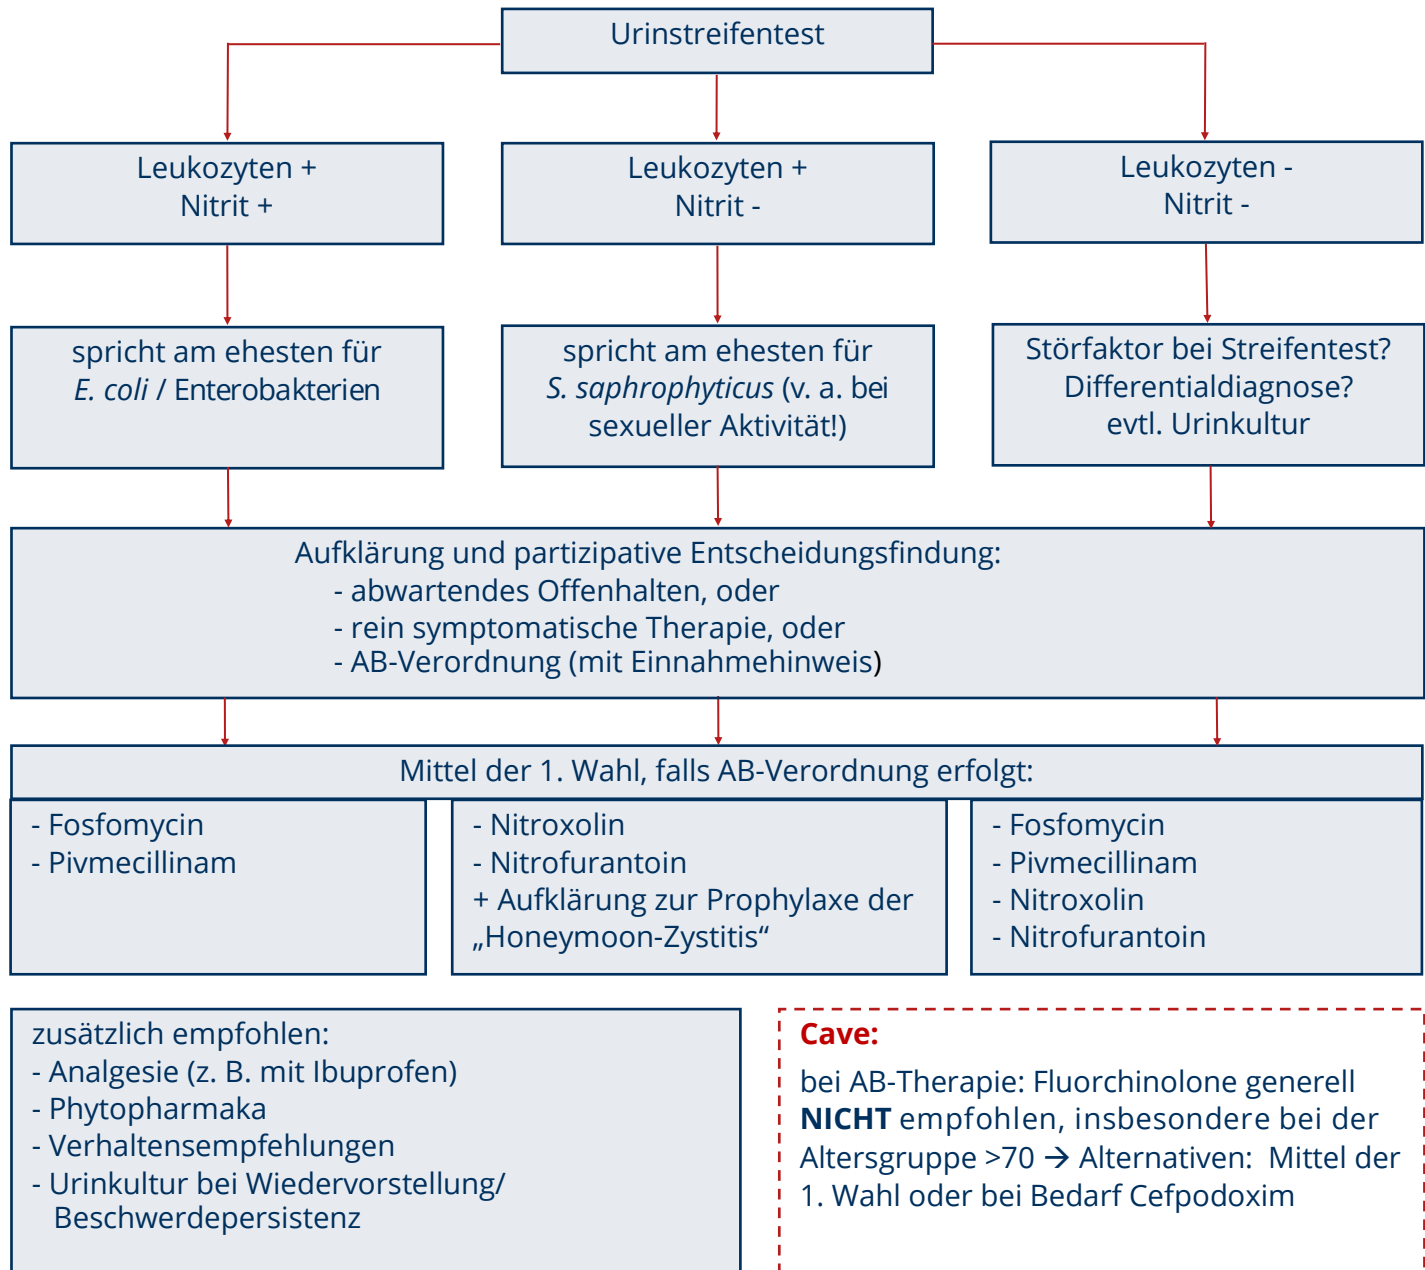 Urinstreifentest
Leukozyten +
Nitrit +
Leukozyten +
Nitrit -
Leukozyten -
Nitrit -
spricht am ehesten für
E. coli / Enterobakterien
spricht am ehesten für
S. saphrophyticus (v. a. bei
sexueller Aktivität!)
Störfaktor bei Streifentest?
Differentialdiagnose?
evtl. Urinkultur
Aufklärung und partizipative Entscheidungsfindung:
- abwartendes Offenhalten, oder
- rein symptomatische Therapie, oder
- AB-Verordnung (mit Einnahmehinweis)
Mittel der 1. Wahl, falls AB-Verordnung erfolgt:
- Fosfomycin
- Pivmecillinam
- Nitroxolin
- Nitrofurantoin
+ Aufklärung zur Prophylaxe der
„Honeymoon-Zystitis“
- Fosfomycin
- Pivmecillinam
- Nitroxolin
- Nitrofurantoin
zusätzlich empfohlen:
- Analgesie (z. B. mit Ibuprofen)
- Phytopharmaka
- Verhaltensempfehlungen
- Urinkultur bei Wiedervorstellung/
Beschwerdepersistenz
Cave:
bei AB-Therapie: Fluorchinolone generell
NICHT empfohlen, insbesondere bei der
Altersgruppe >70 → Alternativen: Mittel der
1. Wahl oder bei Bedarf Cefpodoxim